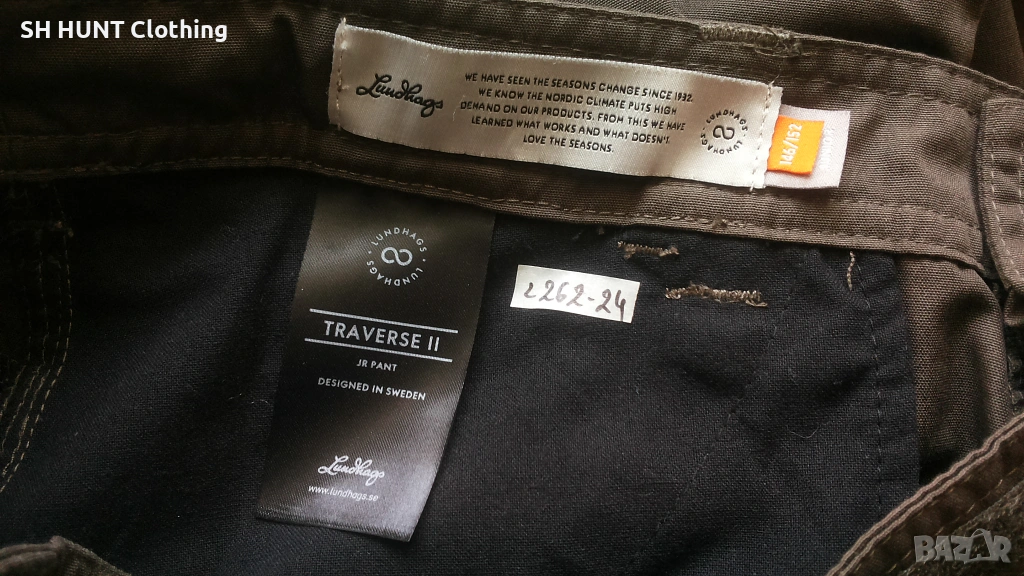 SH HUNT Clothing
Lundhags
WE HAVE SEEN THE SEASONS CHANGE SINCE 1932.
WE KNOW THE NORDIC CLIMATE PUTS HIGH
DEMAND ON OUR PRODUCTS. FROM THIS WE HAVE
LEARNED WHAT WORKS AND WHAT DOESN'T.
LOVE THE SEASONS.
LUNDHAGS · LUNDHAGS ·
146/152
LUNDHAGS · LUNDHAGS ·
TRAVERSE II
JR PANT
DESIGNED IN SWEDEN
Lundhags
www.lundhags.se
2262-24
BAZAR